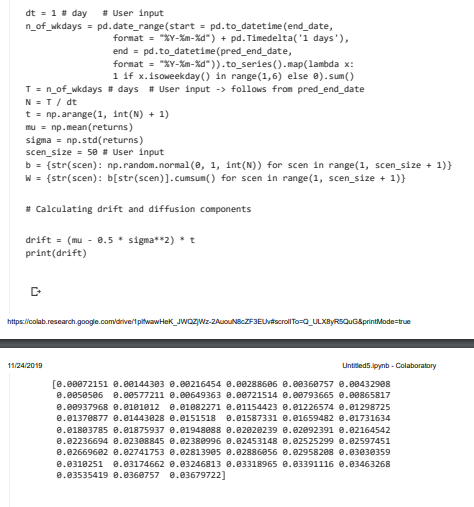 dt = 1 # day   # User input
n_of_wkdays = pd.date_range(start = pd.to_datetime(end_date,
format = "%Y-%m-%d") + pd.Timedelta('1 days'),
end = pd.to_datetime(pred_end_date,
format = "%Y-%m-%d")).to_series().map(lambda x:
1 if x.isoweekday() in range(1,6) else 0).sum()
T = n_of_wkdays # days  # User input -> follows from pred_end_date
N = T / dt
t = np.arange(1, int(N) + 1)
mu = np.mean(returns)
sigma = np.std(returns)
scen_size = 50 # User input
b = {str(scen): np.random.normal(0, 1, int(N)) for scen in range(1, scen_size + 1)}
W = {str(scen): b[str(scen)].cumsum() for scen in range(1, scen_size + 1)}
# Calculating drift and diffusion components
drift = (mu - 0.5 * sigma**2) * t
print(drift)
https://colab.research.google.com/drive/1plfwawHeK_JWQZjWz-2AuouN8cZF3EUv#scrollTo=Q_ULX8yR5QuG&printMode=true
11/24/2019 Untitled5.ipynb - Colaboratory
[0.00072151 0.00144303 0.00216454 0.00288606 0.00360757 0.00432908
0.0050506  0.00577211 0.00649363 0.00721514 0.00793665 0.00865817
0.00937968 0.0101012  0.01082271 0.01154423 0.01226574 0.01298725
0.01370877 0.01443028 0.0151518  0.01587331 0.01659482 0.01731634
0.01803785 0.01875937 0.01948088 0.02020239 0.02092391 0.02164542
0.02236694 0.02308845 0.02380996 0.02453148 0.02525299 0.02597451
0.02669602 0.02741753 0.02813905 0.02886056 0.02958208 0.03030359
0.0310251  0.03174662 0.03246813 0.03318965 0.03391116 0.03463268
0.03535419 0.0360757  0.03679722]